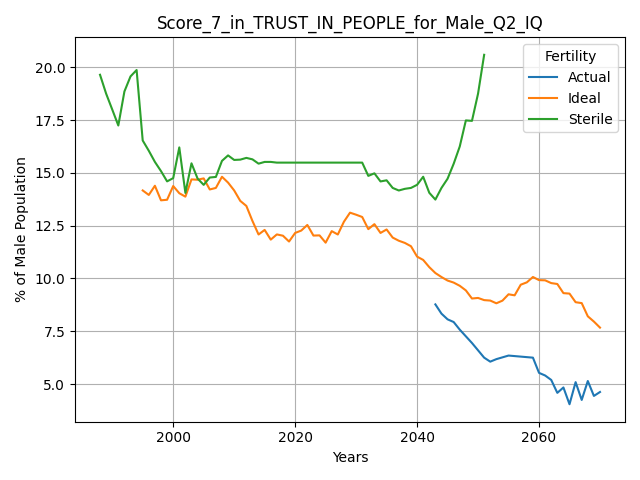 Score_7_in_TRUST_IN_PEOPLE_for_Male_Q2_IQ
Fertility
Actual
Ideal
Sterile
% of Male Population
20.0
17.5
15.0
12.5
10.0
7.5
5.0
2000
2020
2040
2060
Years